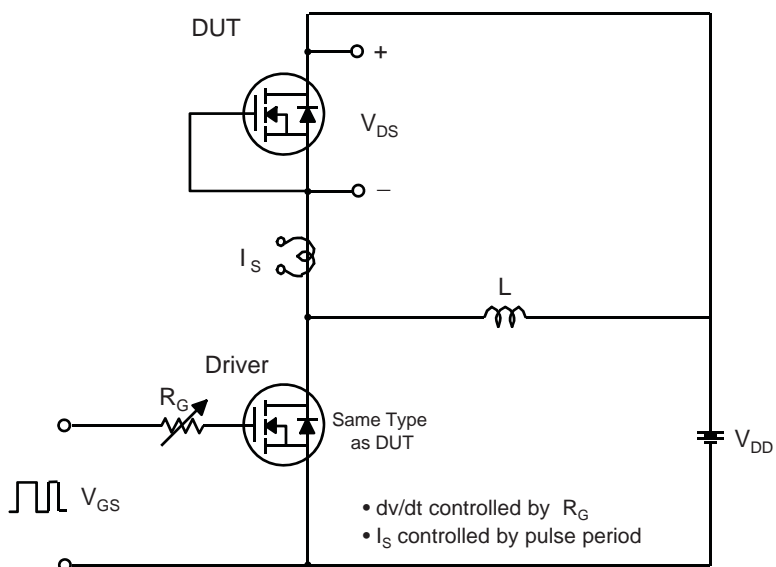 DUT
+
V_DS
−
I_S
L
Driver
R_G
Same Type
as DUT
V_DD
V_GS
• dv/dt controlled by R_G
• I_S controlled by pulse period